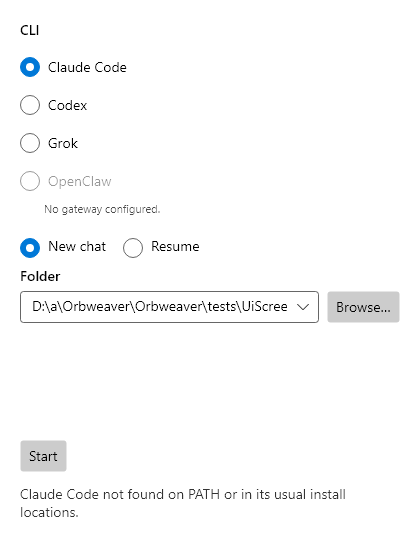 CLI
Claude Code
Codex
Grok
OpenClaw
No gateway configured.
New chat
Resume
Folder
D:\a\Orbweaver\Orbweaver\tests\UiScree
Browse...
Start
Claude Code not found on PATH or in its usual install
locations.